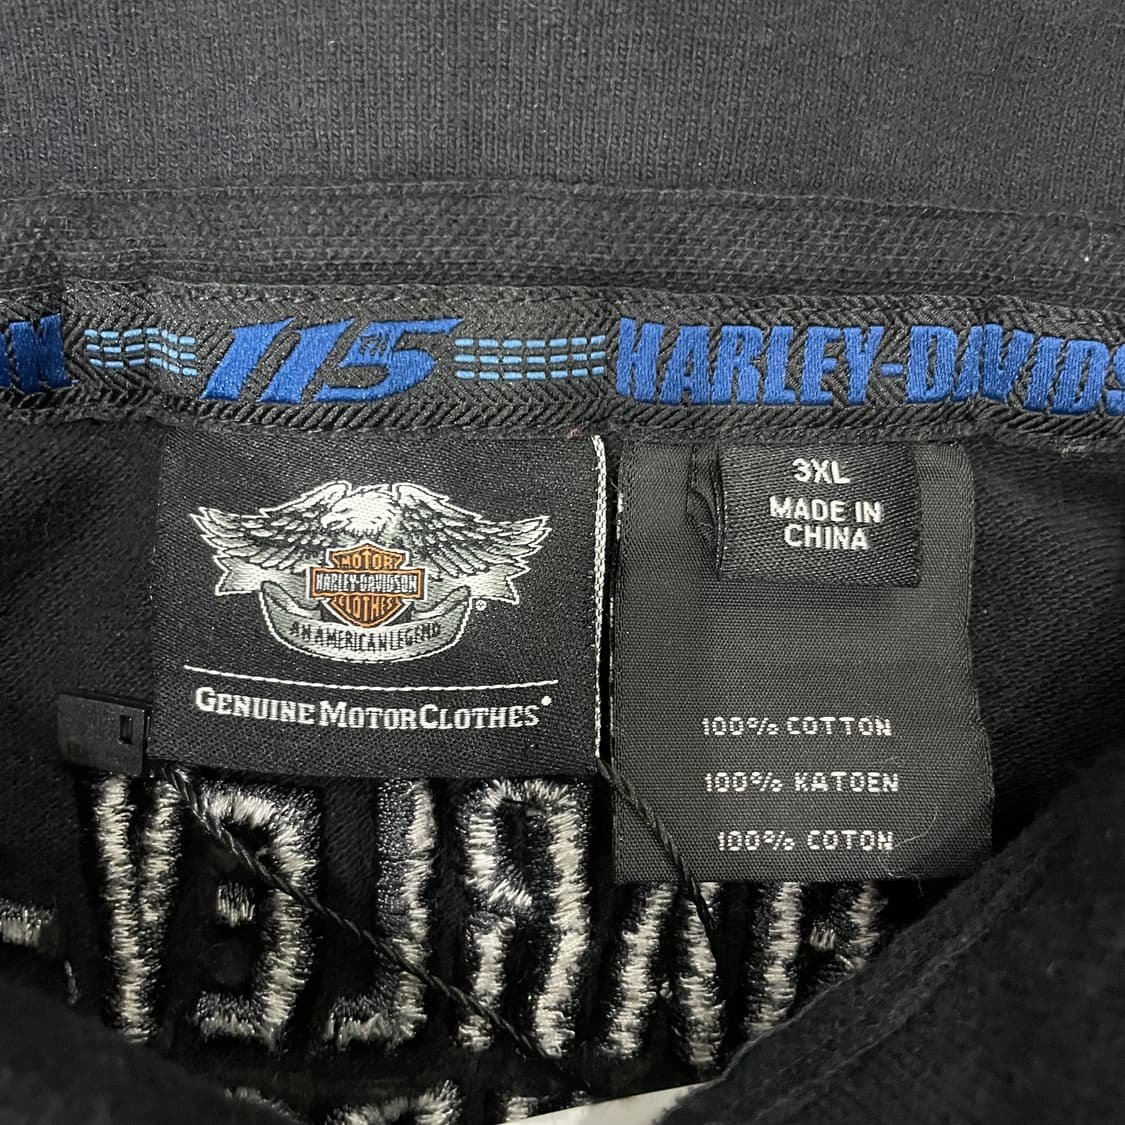 115TH HARLEY-DAVIDS
MOTOR
HARLEY-DAVIDSON
CLOTHES
AN AMERICAN LEGEND
®
GENUINE MOTORCLOTHES®
3XL
MADE IN
CHINA
100% COTTON
100% KATOEN
100% COTON